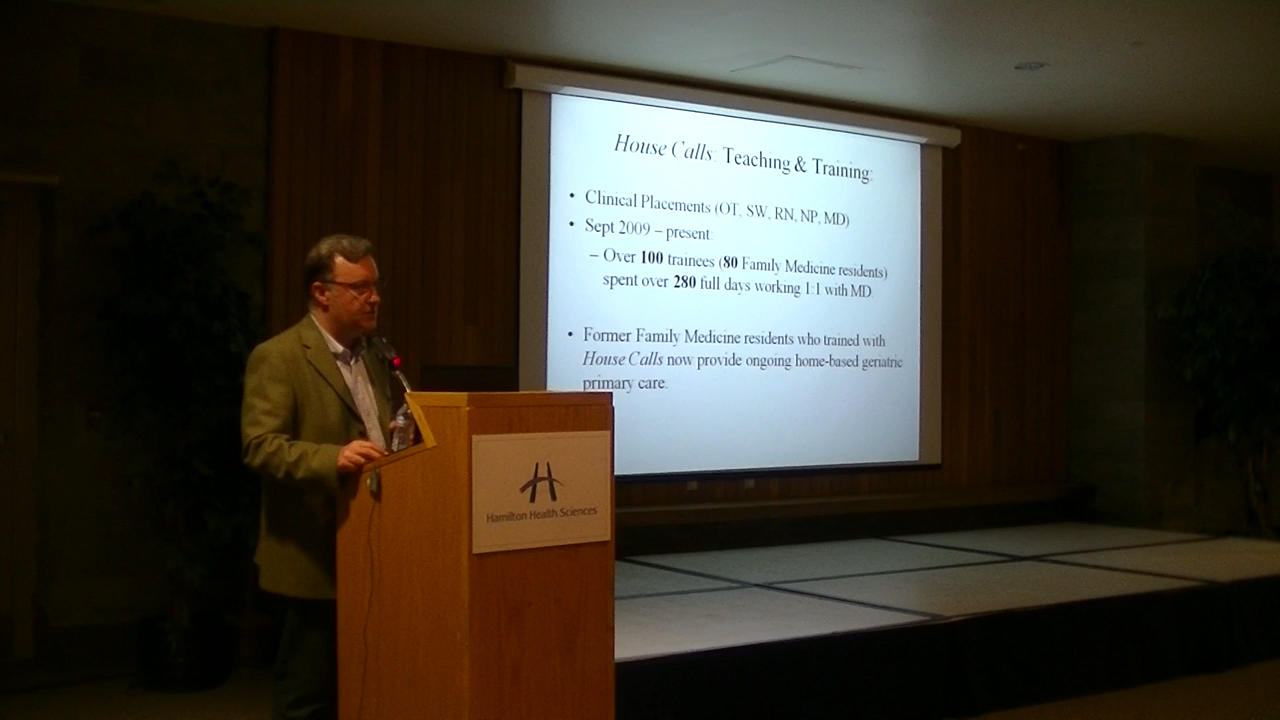 House Calls: Teaching & Training:
• Clinical Placements (OT, SW, RN, NP, MD)
• Sept 2009 – present:
– Over 100 trainees (80 Family Medicine residents)
spent over 280 full days working 1:1 with MD.
• Former Family Medicine residents who trained with
House Calls now provide ongoing home-based geriatric
primary care.
Hamilton Health Sciences